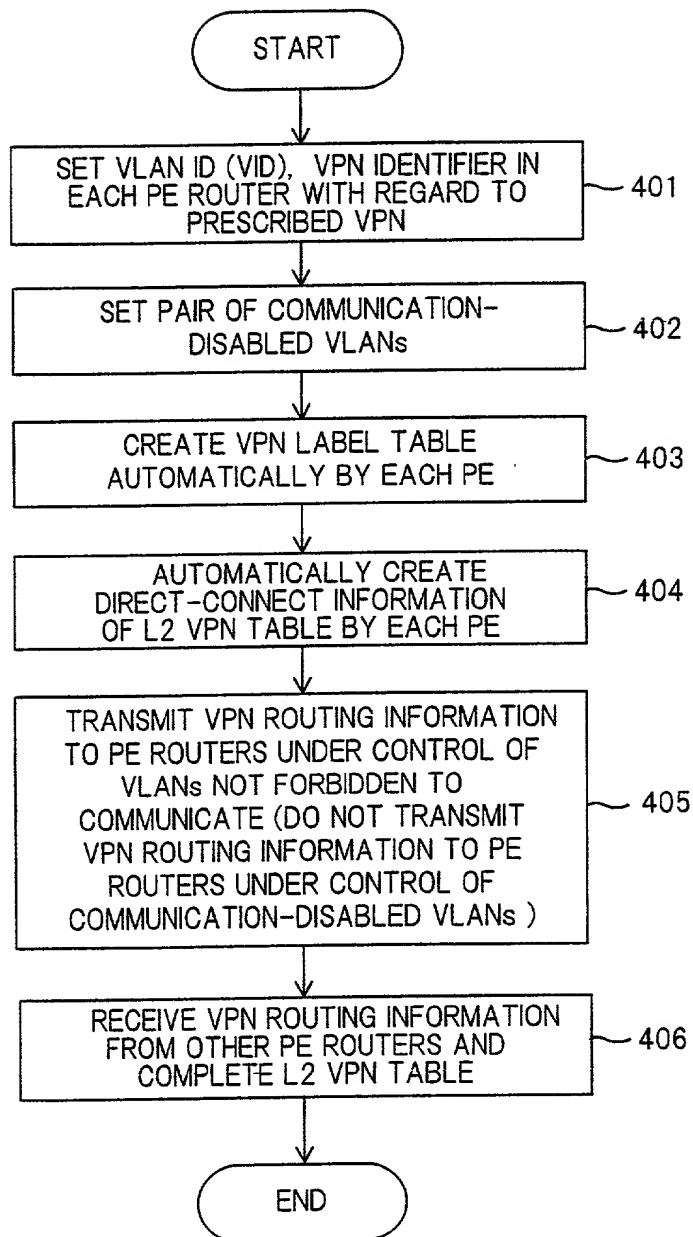 START
SET VLAN ID (VID), VPN IDENTIFIER IN
EACH PE ROUTER WITH REGARD TO
PRESCRIBED VPN
401
SET PAIR OF COMMUNICATION-
DISABLED VLANs
402
CREATE VPN LABEL TABLE
AUTOMATICALLY BY EACH PE
403
AUTOMATICALLY CREATE
DIRECT-CONNECT INFORMATION
OF L2 VPN TABLE BY EACH PE
404
TRANSMIT VPN ROUTING INFORMATION
TO PE ROUTERS UNDER CONTROL OF
VLANs NOT FORBIDDEN TO
COMMUNICATE (DO NOT TRANSMIT
VPN ROUTING INFORMATION TO PE
ROUTERS UNDER CONTROL OF
COMMUNICATION-DISABLED VLANs )
405
RECEIVE VPN ROUTING INFORMATION
FROM OTHER PE ROUTERS AND
COMPLETE L2 VPN TABLE
406
END